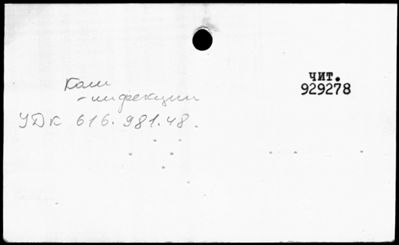 чит.
929278
Коли
-инфекции
УДК 616.981.48.